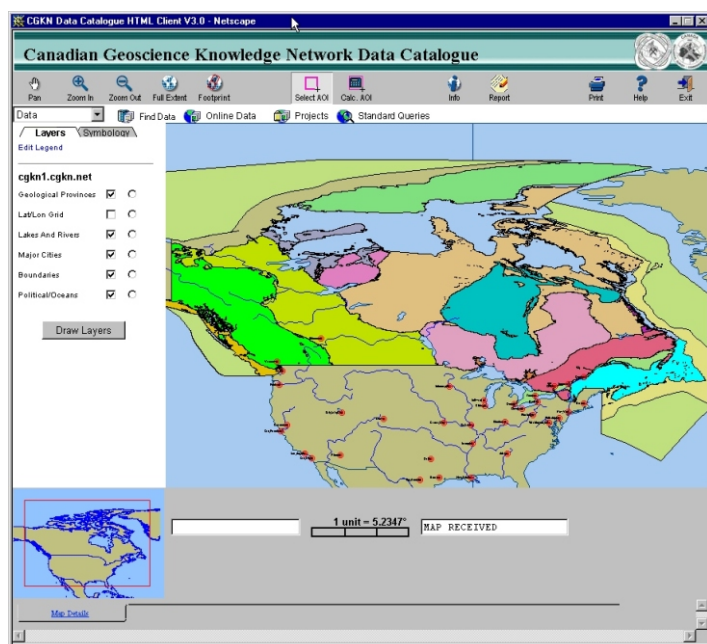 CGKN Data Catalogue HTML Client V3.0 - Netscape
Canadian Geoscience Knowledge Network Data Catalogue
Pan Zoom In Zoom Out Full Extent Footprint Select AOI Calc. AOI Info Report Print Help Exit
Data Find Data Online Data Projects Standard Queries
Layers Symbology
Edit Legend
cgkn1.cgkn.net
Geological Provinces
Lat/Lon Grid
Lakes And Rivers
Major Cities
Boundaries
Political/Oceans
Draw Layers
1 unit = 5.2347°
MAP RECEIVED
Map Details